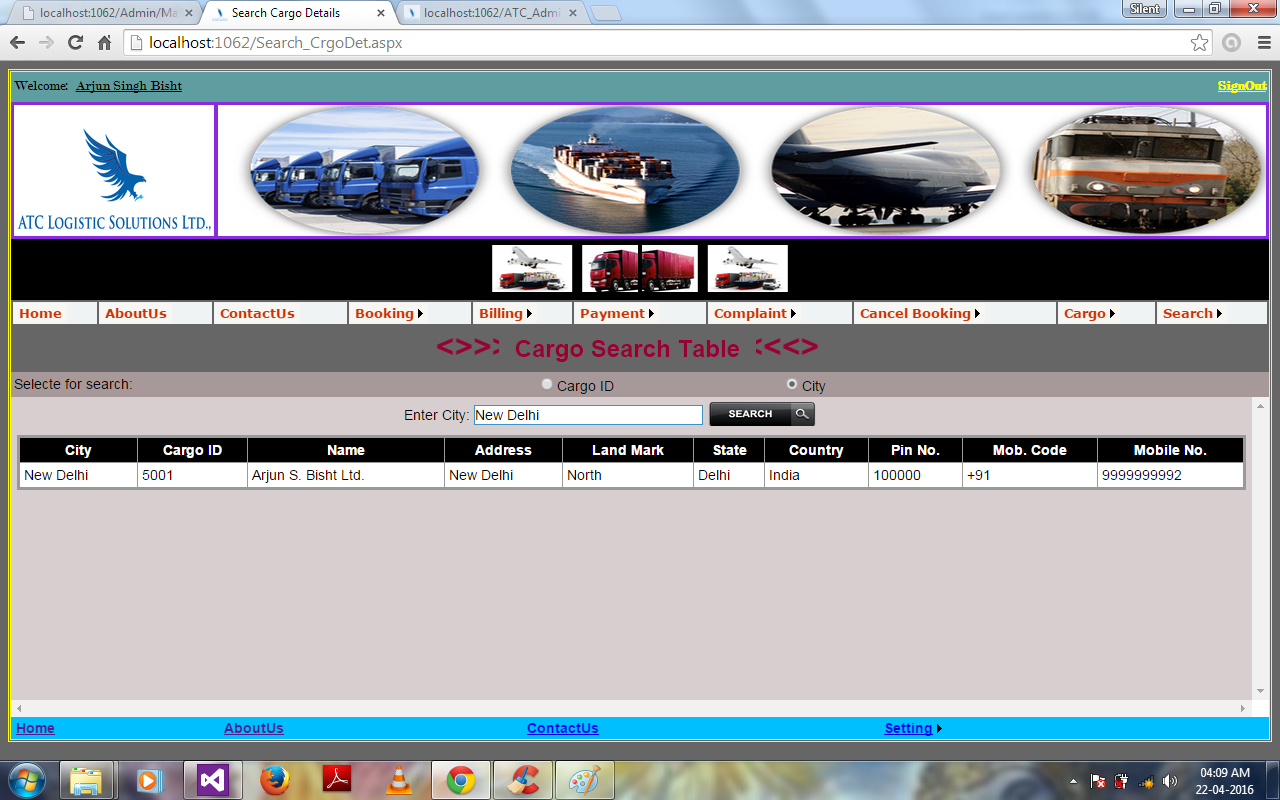 localhost:1062/Admin/Ma
Search Cargo Details
localhost:1062/ATC_Admi
Silent
localhost:1062/Search_CrgoDet.aspx
Welcome: Arjun Singh Bisht
SignOut
ATC LOGISTIC SOLUTIONS LTD.,
Home AboutUs ContactUs Booking Billing Payment Complaint Cancel Booking Cargo Search
<>>: Cargo Search Table :<<>
Selecte for search: Cargo ID City
Enter City: New Delhi SEARCH
City Cargo ID Name Address Land Mark State Country Pin No. Mob. Code Mobile No.
New Delhi 5001 Arjun S. Bisht Ltd. New Delhi North Delhi India 100000 +91 9999999992
Home AboutUs ContactUs Setting
04:09 AM
22-04-2016